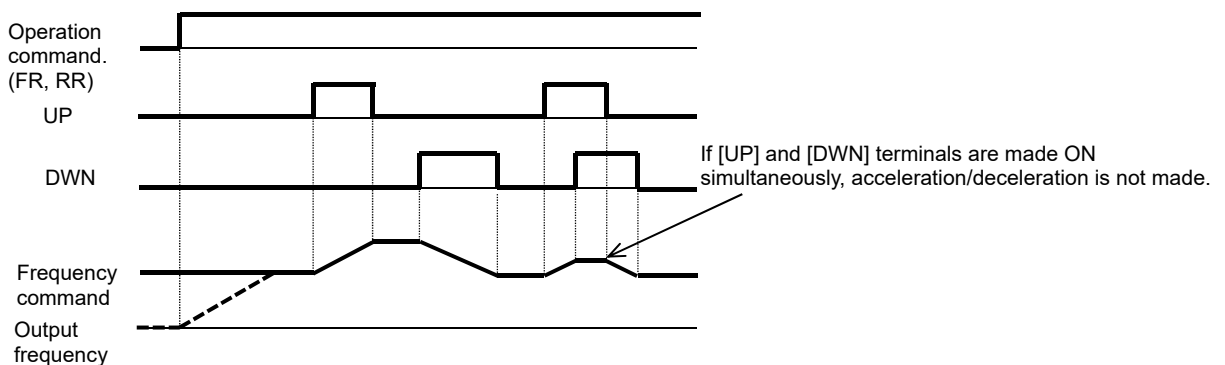 Operation
command.
(FR, RR)
UP
DWN
If [UP] and [DWN] terminals are made ON
simultaneously, acceleration/deceleration is not made.
Frequency
command
Output
frequency